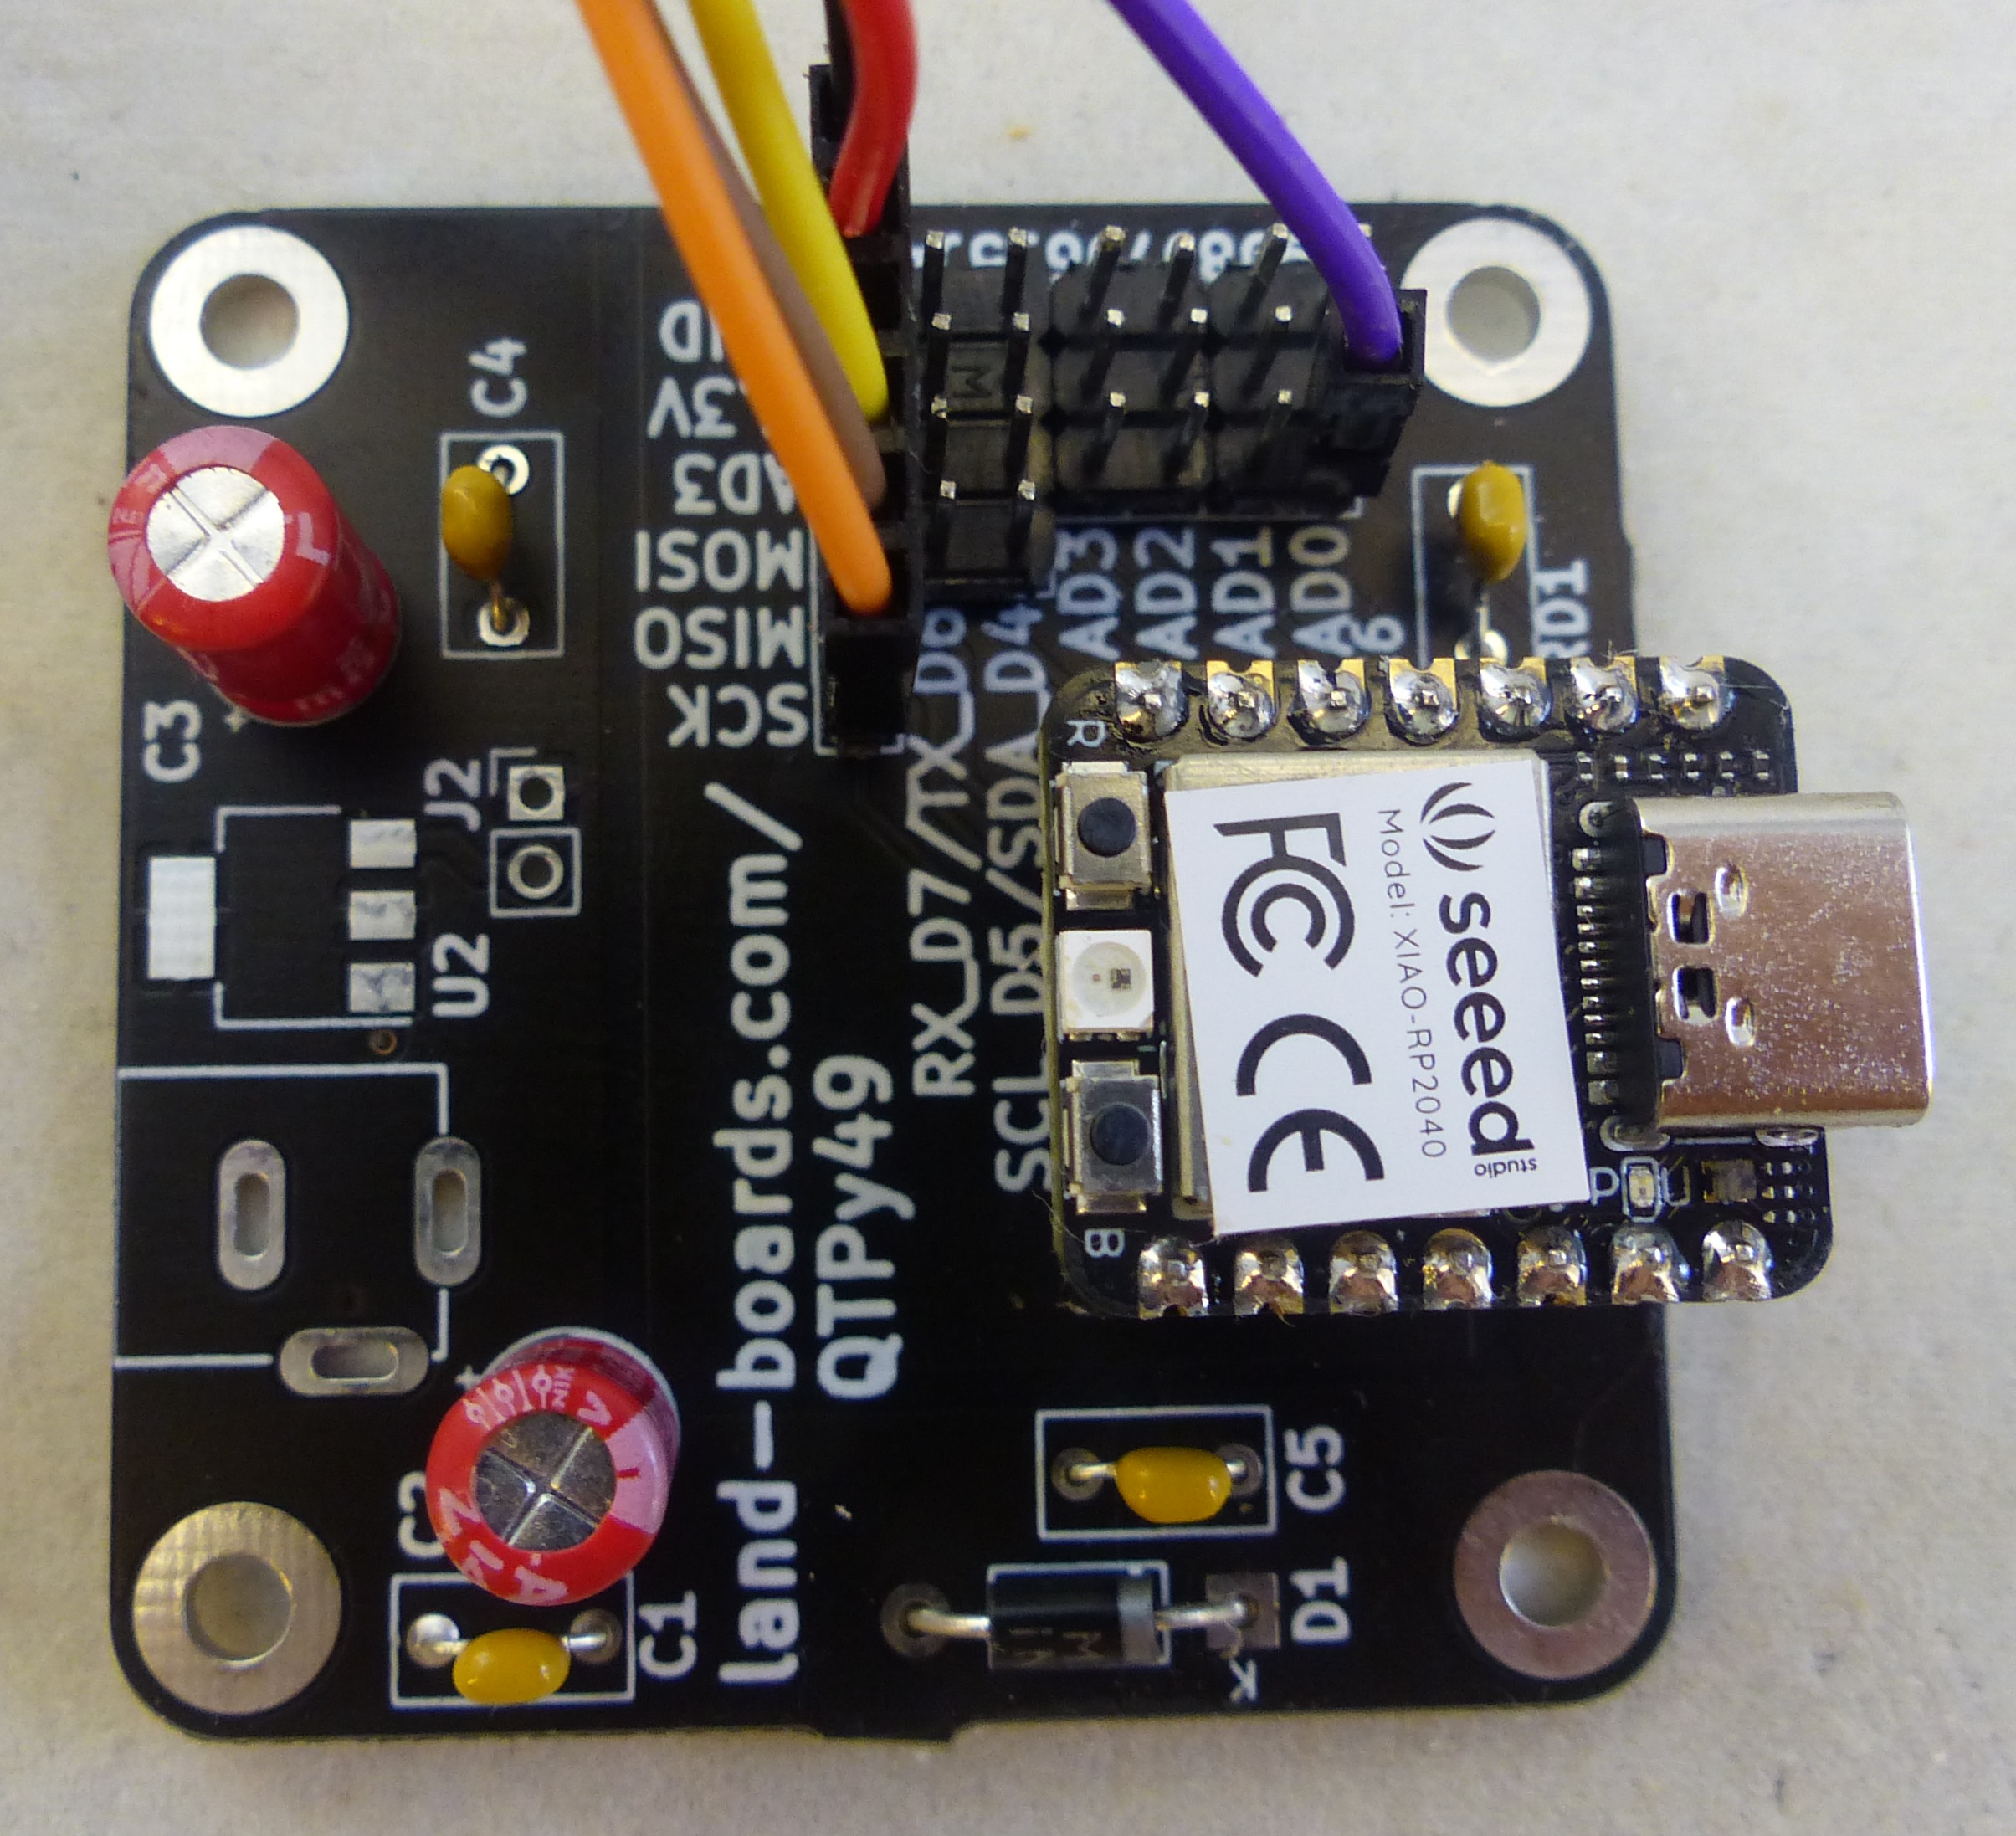 C4
C3
+
J2
U2
C2
+
C1
land-boards.com/
QTPy49
AD3
MOSI
MISO
SCK
RX_D7/TX_D6
SCL_D5/SDA_D4
AD3
AD2
AD1
AD0
R
B
seeed
studio
Model: XIAO-RP2040
FC CE
C5
D1
K